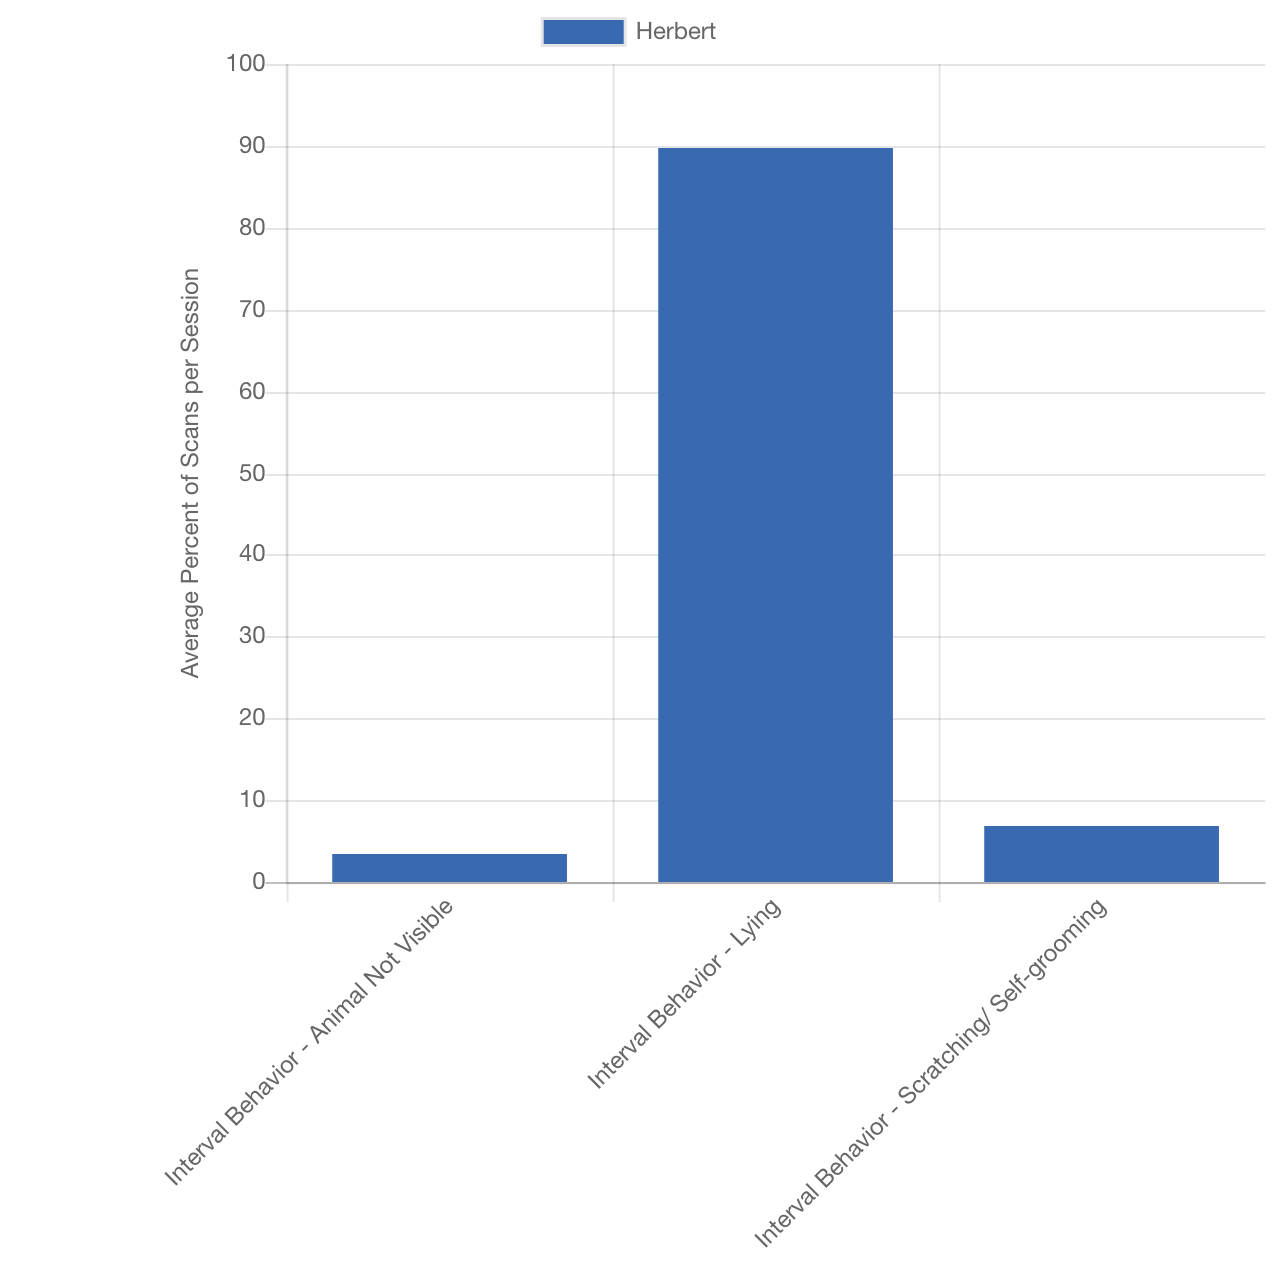 Herbert
Average Percent of Scans per Session
100
90
80
70
60
50
40
30
20
10
0
Interval Behavior - Animal Not Visible
Interval Behavior - Lying
Interval Behavior - Scratching/ Self-grooming